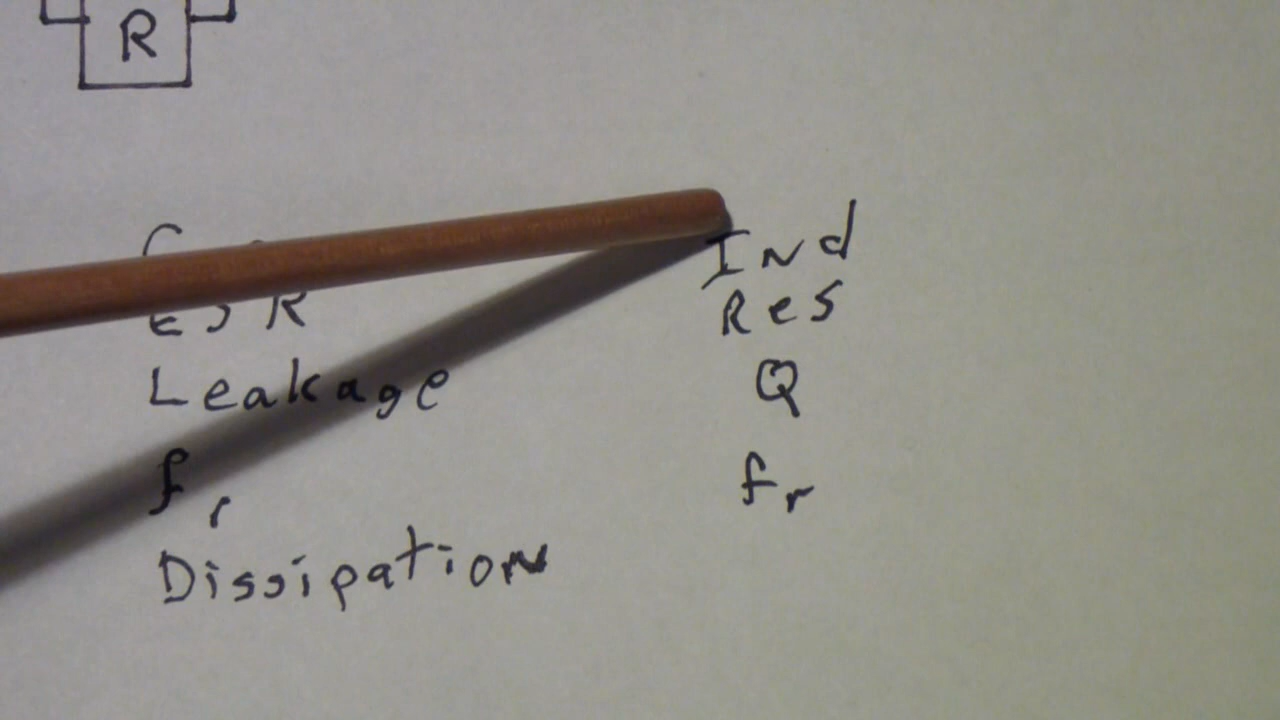 R
ESR
Leakage
fr
Dissipation
Ind
Res
Q
fr